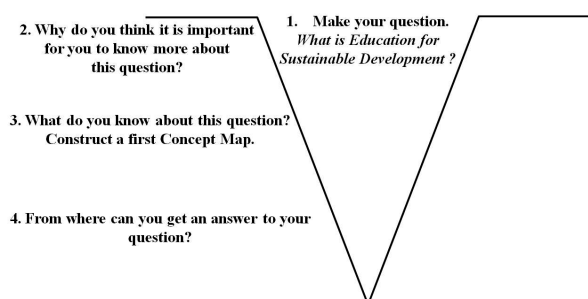 1. Make your question.
What is Education for
Sustainable Development ?
2. Why do you think it is important
for you to know more about
this question?
3. What do you know about this question?
Construct a first Concept Map.
4. From where can you get an answer to your
question?